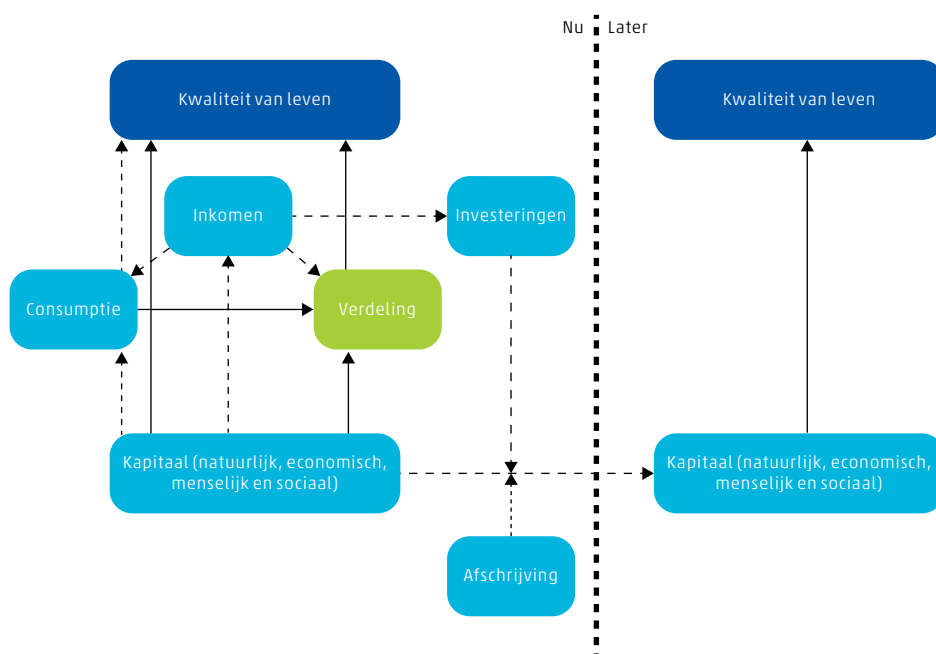 Nu
Later
Kwaliteit van leven
Kwaliteit van leven
Inkomen
Investeringen
Consumptie
Verdeling
Kapitaal (natuurlijk, economisch,
menselijk en sociaal)
Kapitaal (natuurlijk, economisch,
menselijk en sociaal)
Afschrijving